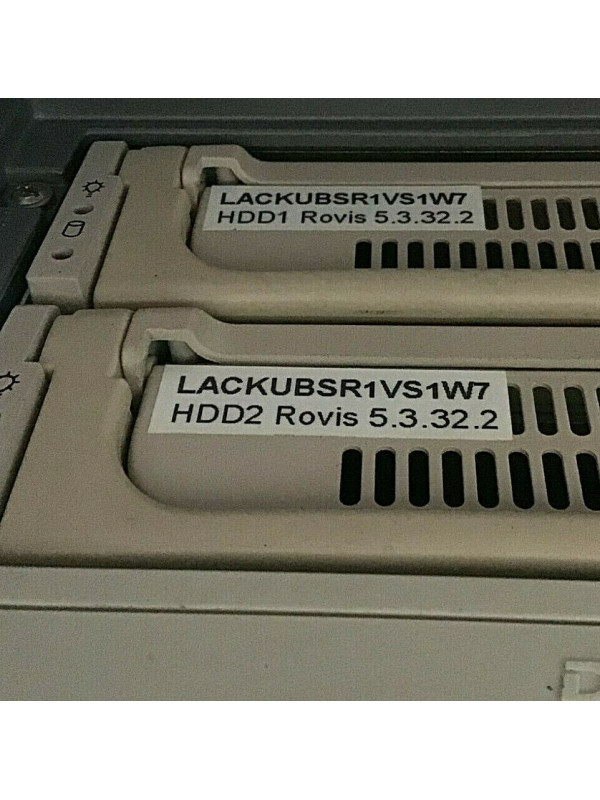 LACKUBSR1VS1W7
HDD1 Rovis 5.3.32.2
LACKUBSR1VS1W7
HDD2 Rovis 5.3.32.2